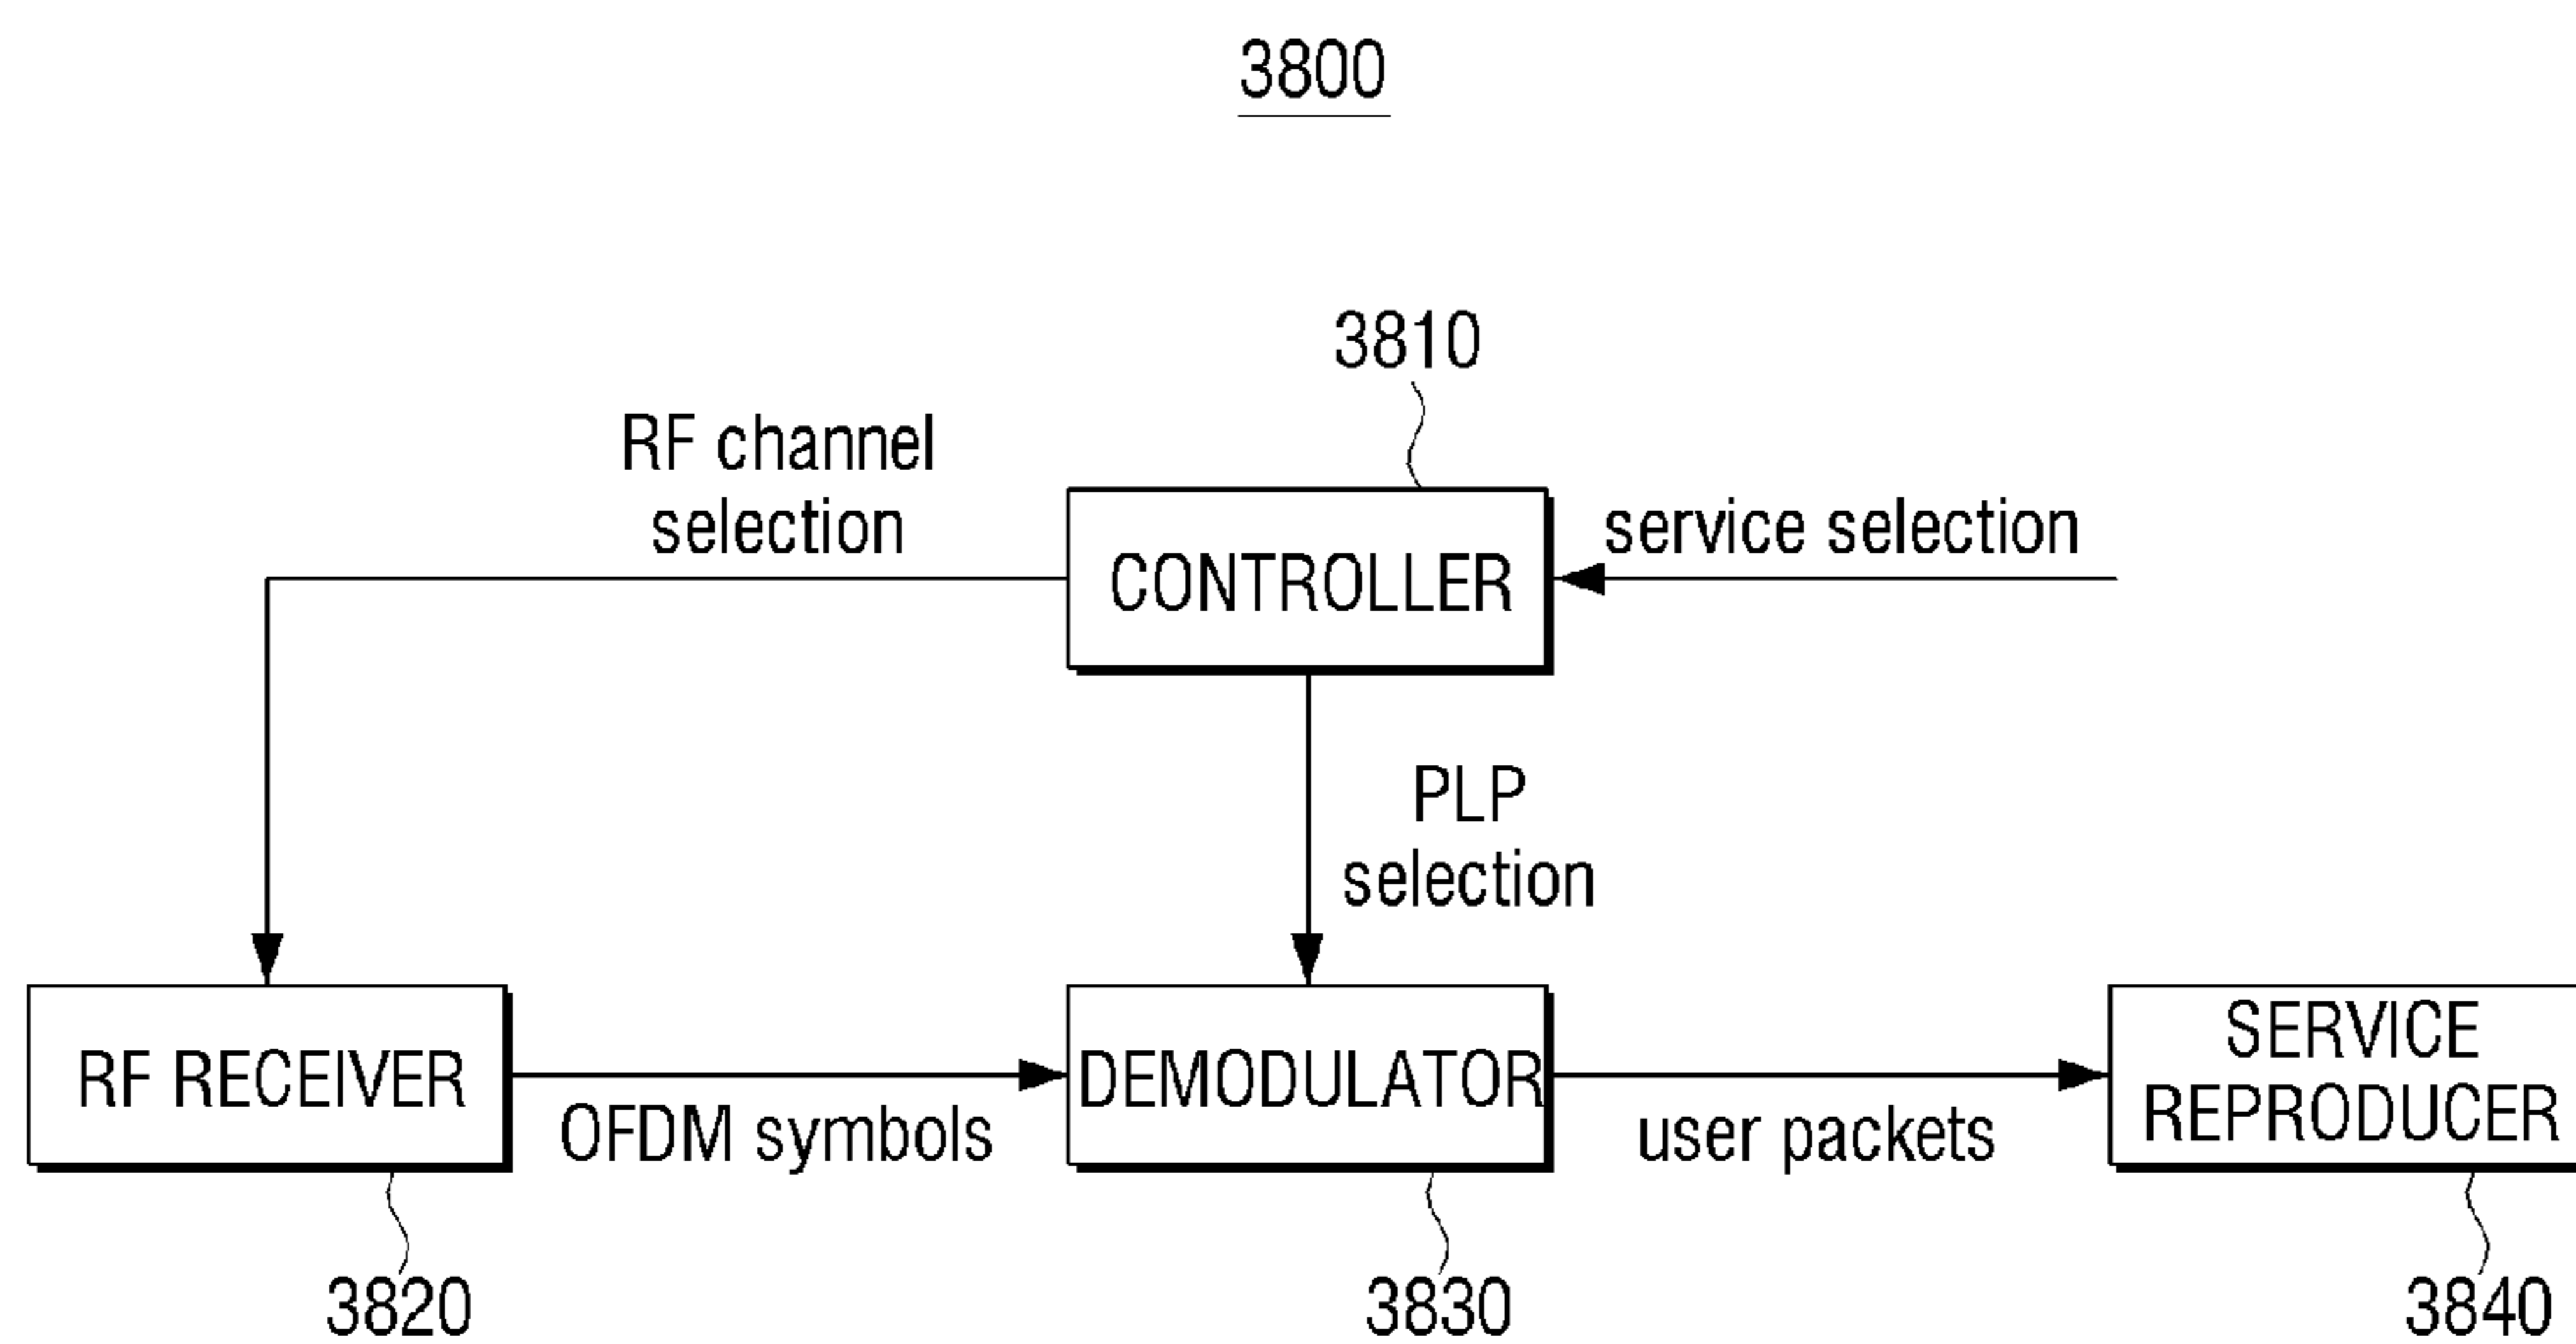 3800
3810
RF channel
selection
CONTROLLER
service selection
PLP
selection
RF RECEIVER
OFDM symbols
DEMODULATOR
user packets
SERVICE
REPRODUCER
3820
3830
3840